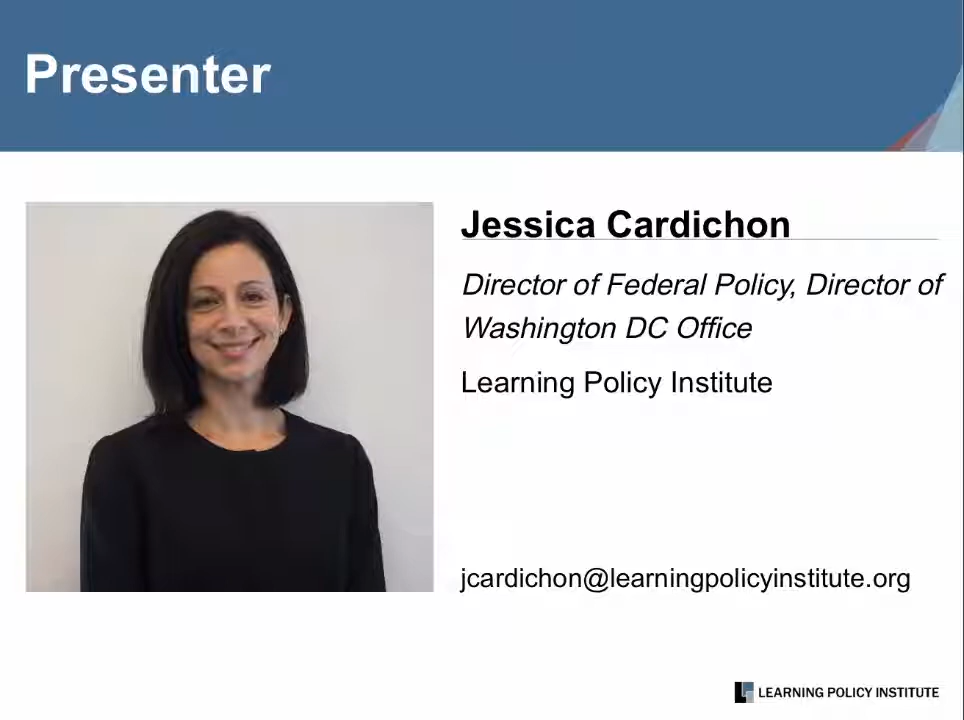 Presenter
Jessica Cardichon
Director of Federal Policy, Director of
Washington DC Office
Learning Policy Institute
jcardichon@learningpolicyinstitute.org
LEARNING POLICY INSTITUTE